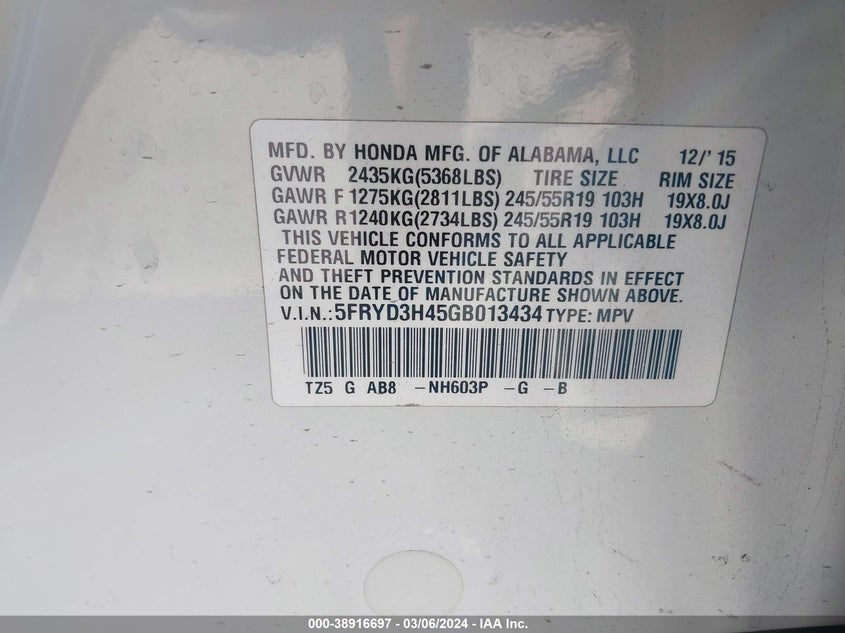 MFD. BY HONDA MFG. OF ALABAMA, LLC 12/'15
GVWR 2435KG(5368LBS) TIRE SIZE RIM SIZE
GAWR F 1275KG(2811LBS) 245/55R19 103H 19X8.0J
GAWR R1240KG(2734LBS) 245/55R19 103H 19X8.0J
THIS VEHICLE CONFORMS TO ALL APPLICABLE
FEDERAL MOTOR VEHICLE SAFETY
AND THEFT PREVENTION STANDARDS IN EFFECT
ON THE DATE OF MANUFACTURE SHOWN ABOVE.
V.I.N.:5FRYD3H45GB013434 TYPE: MPV
TZ5 G AB8 -NH603P -G -B
000-38916697 - 03/06/2024 - IAA Inc.